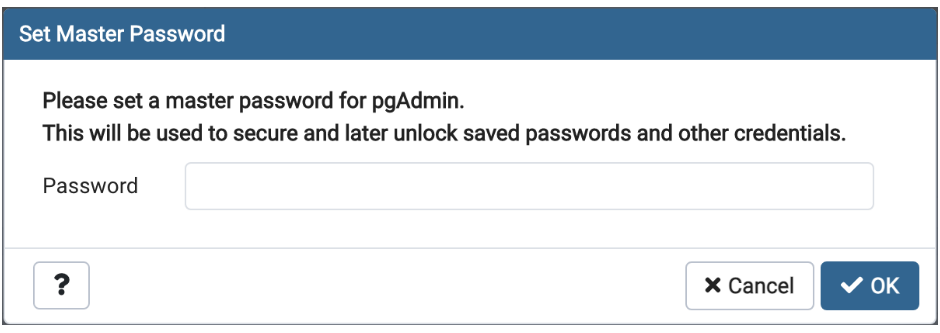 Set Master Password
Please set a master password for pgAdmin.
This will be used to secure and later unlock saved passwords and other credentials.
Password
?
Cancel
OK